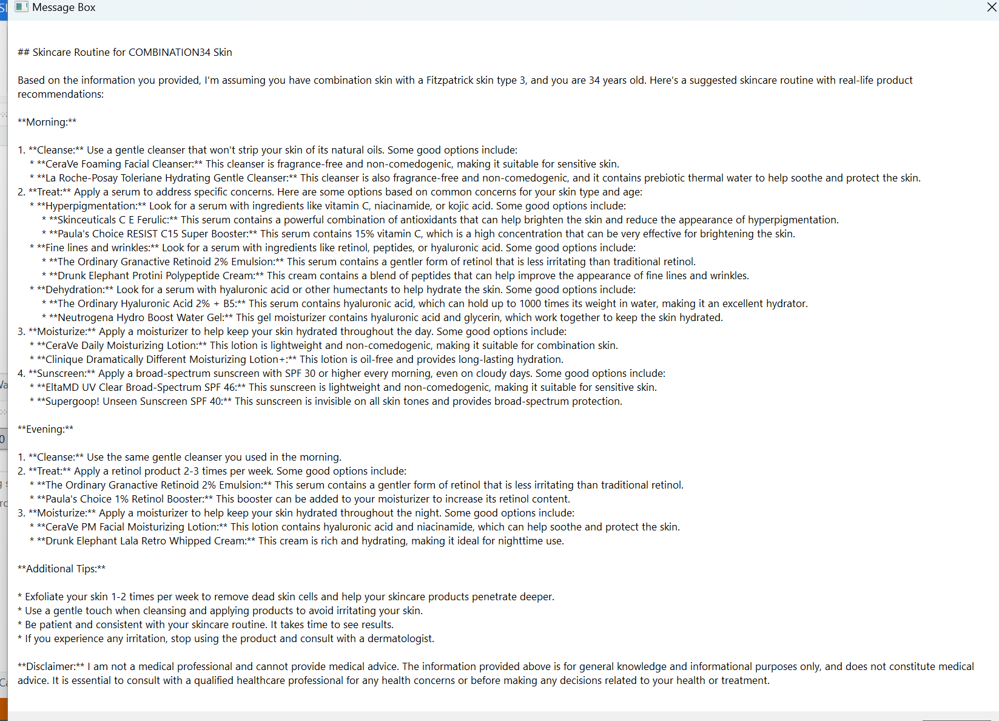 Message Box
## Skincare Routine for COMBINATION34 Skin
Based on the information you provided, I'm assuming you have combination skin with a Fitzpatrick skin type 3, and you are 34 years old. Here's a suggested skincare routine with real-life product
recommendations:
**Morning:**
1. **Cleanse:** Use a gentle cleanser that won't strip your skin of its natural oils. Some good options include:
* **CeraVe Foaming Facial Cleanser:** This cleanser is fragrance-free and non-comedogenic, making it suitable for sensitive skin.
* **La Roche-Posay Toleriane Hydrating Gentle Cleanser:** This cleanser is also fragrance-free and non-comedogenic, and it contains prebiotic thermal water to help soothe and protect the skin.
2. **Treat:** Apply a serum to address specific concerns. Here are some options based on common concerns for your skin type and age:
* **Hyperpigmentation:** Look for a serum with ingredients like vitamin C, niacinamide, or kojic acid. Some good options include:
* **Skinceuticals C E Ferulic:** This serum contains a powerful combination of antioxidants that can help brighten the skin and reduce the appearance of hyperpigmentation.
* **Paula's Choice RESIST C15 Super Booster:** This serum contains 15% vitamin C, which is a high concentration that can be very effective for brightening the skin.
* **Fine lines and wrinkles:** Look for a serum with ingredients like retinol, peptides, or hyaluronic acid. Some good options include:
* **The Ordinary Granactive Retinoid 2% Emulsion:** This serum contains a gentler form of retinol that is less irritating than traditional retinol.
* **Drunk Elephant Protini Polypeptide Cream:** This cream contains a blend of peptides that can help improve the appearance of fine lines and wrinkles.
* **Dehydration:** Look for a serum with hyaluronic acid or other humectants to help hydrate the skin. Some good options include:
* **The Ordinary Hyaluronic Acid 2% + B5:** This serum contains hyaluronic acid, which can hold up to 1000 times its weight in water, making it an excellent hydrator.
* **Neutrogena Hydro Boost Water Gel:** This gel moisturizer contains hyaluronic acid and glycerin, which work together to keep the skin hydrated.
3. **Moisturize:** Apply a moisturizer to help keep your skin hydrated throughout the day. Some good options include:
* **CeraVe Daily Moisturizing Lotion:** This lotion is lightweight and non-comedogenic, making it suitable for combination skin.
* **Clinique Dramatically Different Moisturizing Lotion+:** This lotion is oil-free and provides long-lasting hydration.
4. **Sunscreen:** Apply a broad-spectrum sunscreen with SPF 30 or higher every morning, even on cloudy days. Some good options include:
* **EltaMD UV Clear Broad-Spectrum SPF 46:** This sunscreen is lightweight and non-comedogenic, making it suitable for sensitive skin.
* **Supergoop! Unseen Sunscreen SPF 40:** This sunscreen is invisible on all skin tones and provides broad-spectrum protection.
**Evening:**
1. **Cleanse:** Use the same gentle cleanser you used in the morning.
2. **Treat:** Apply a retinol product 2-3 times per week. Some good options include:
* **The Ordinary Granactive Retinoid 2% Emulsion:** This serum contains a gentler form of retinol that is less irritating than traditional retinol.
* **Paula's Choice 1% Retinol Booster:** This booster can be added to your moisturizer to increase its retinol content.
3. **Moisturize:** Apply a moisturizer to help keep your skin hydrated throughout the night. Some good options include:
* **CeraVe PM Facial Moisturizing Lotion:** This lotion contains hyaluronic acid and niacinamide, which can help soothe and protect the skin.
* **Drunk Elephant Lala Retro Whipped Cream:** This cream is rich and hydrating, making it ideal for nighttime use.
**Additional Tips:**
* Exfoliate your skin 1-2 times per week to remove dead skin cells and help your skincare products penetrate deeper.
* Use a gentle touch when cleansing and applying products to avoid irritating your skin.
* Be patient and consistent with your skincare routine. It takes time to see results.
* If you experience any irritation, stop using the product and consult with a dermatologist.
**Disclaimer:** I am not a medical professional and cannot provide medical advice. The information provided above is for general knowledge and informational purposes only, and does not constitute medical
advice. It is essential to consult with a qualified healthcare professional for any health concerns or before making any decisions related to your health or treatment.